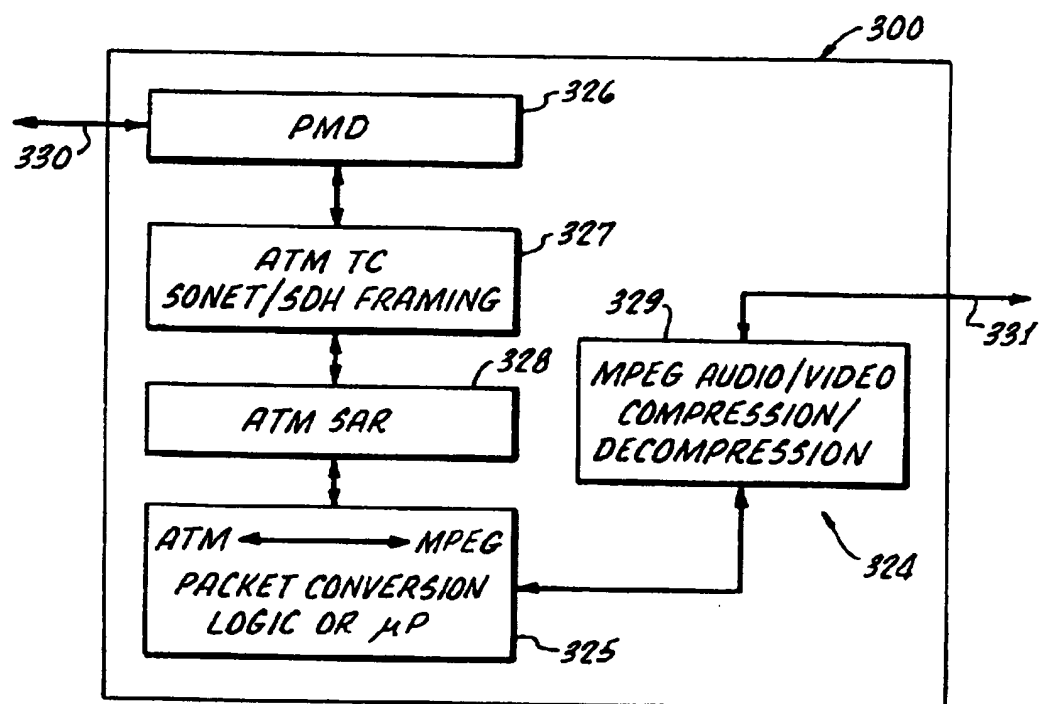 300
326
PMD
330
327
ATM TC
SONET/SDH FRAMING
331
329
328
MPEG AUDIO/VIDEO
COMPRESSION/
DECOMPRESSION
ATM SAR
ATM MPEG
PACKET CONVERSION
LOGIC OR μP
324
325